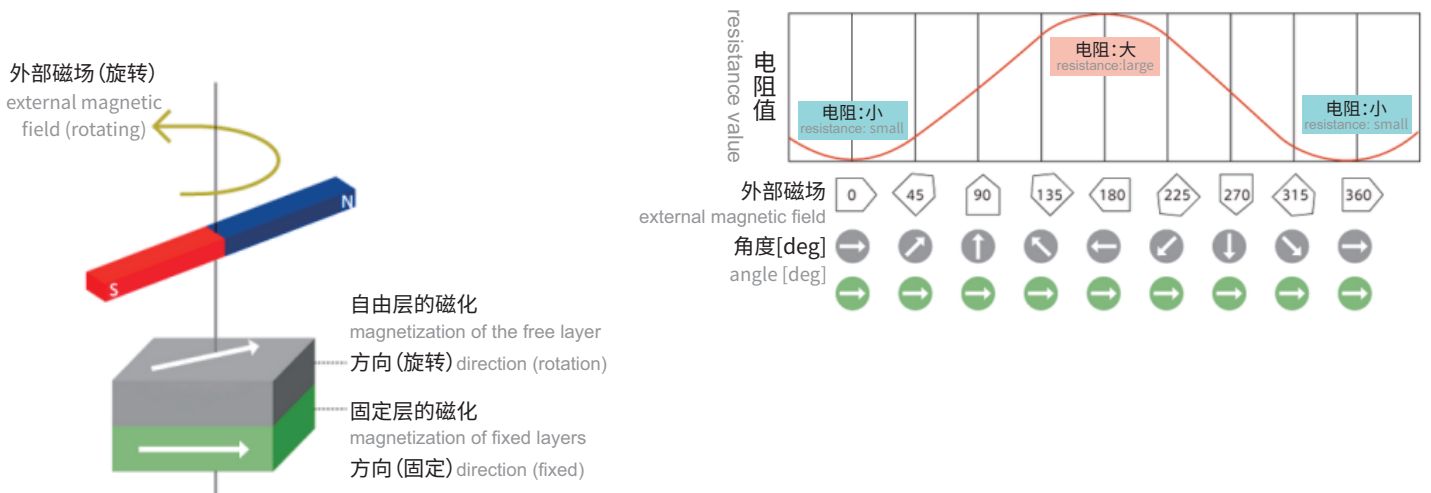 外部磁场（旋转）
external magnetic
field (rotating)
N
S
自由层的磁化
magnetization of the free layer
方向（旋转） direction (rotation)
固定层的磁化
magnetization of fixed layers
方向（固定） direction (fixed)
resistance value
电阻值
电阻：大
resistance:large
电阻：小
resistance: small
电阻：小
resistance: small
外部磁场 0 45 90 135 180 225 270 315 360
external magnetic field
角度[deg]
angle [deg]